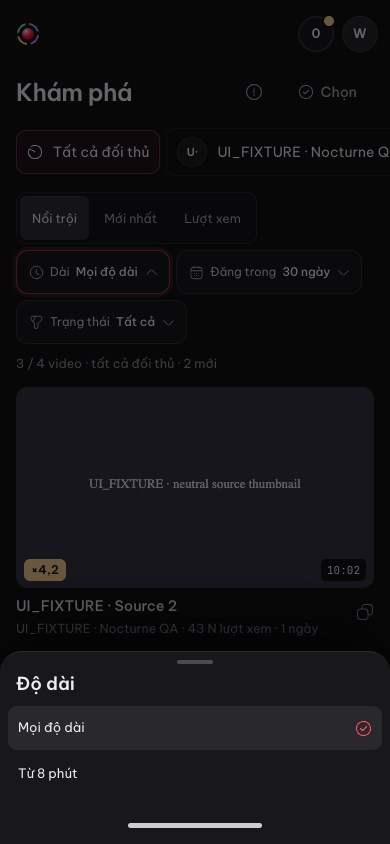 0
W
Khám phá
Chọn
Tất cả đối thủ
U·
UI_FIXTURE · Nocturne Q
Nổi trội
Mới nhất
Lượt xem
Dài Mọi độ dài
Đăng trong 30 ngày
Trạng thái Tất cả
3 / 4 video · tất cả đối thủ · 2 mới
UI_FIXTURE · neutral source thumbnail
×4,2
10:02
UI_FIXTURE · Source 2
UI_FIXTURE · Nocturne QA · 43 N lượt xem · 1 ngày
Độ dài
Mọi độ dài
Từ 8 phút